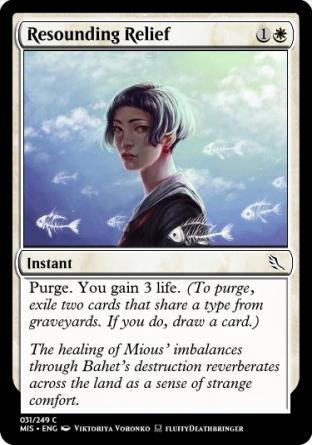 Resounding Relief 1
Instant
Purge. You gain 3 life. (To purge,
exile two cards that share a type from
graveyards. If you do, draw a card.)
The healing of Mious' imbalances
through Bahet's destruction reverberates
across the land as a sense of strange
comfort.
031/249 C
MIS • ENG Viktoriya Voronko fluffyDeathbringer